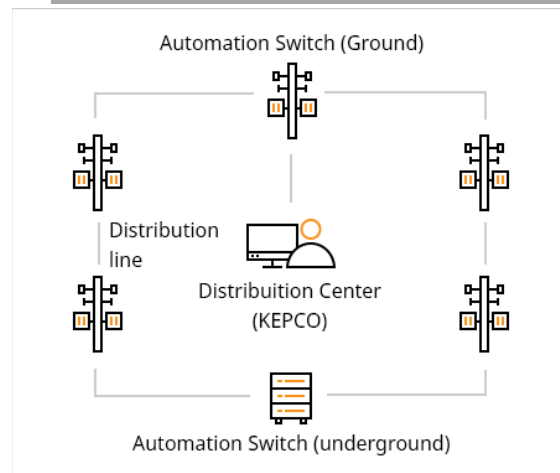 Automation Switch (Ground)
Distribution
line
Distribuition Center
(KEPCO)
Automation Switch (underground)